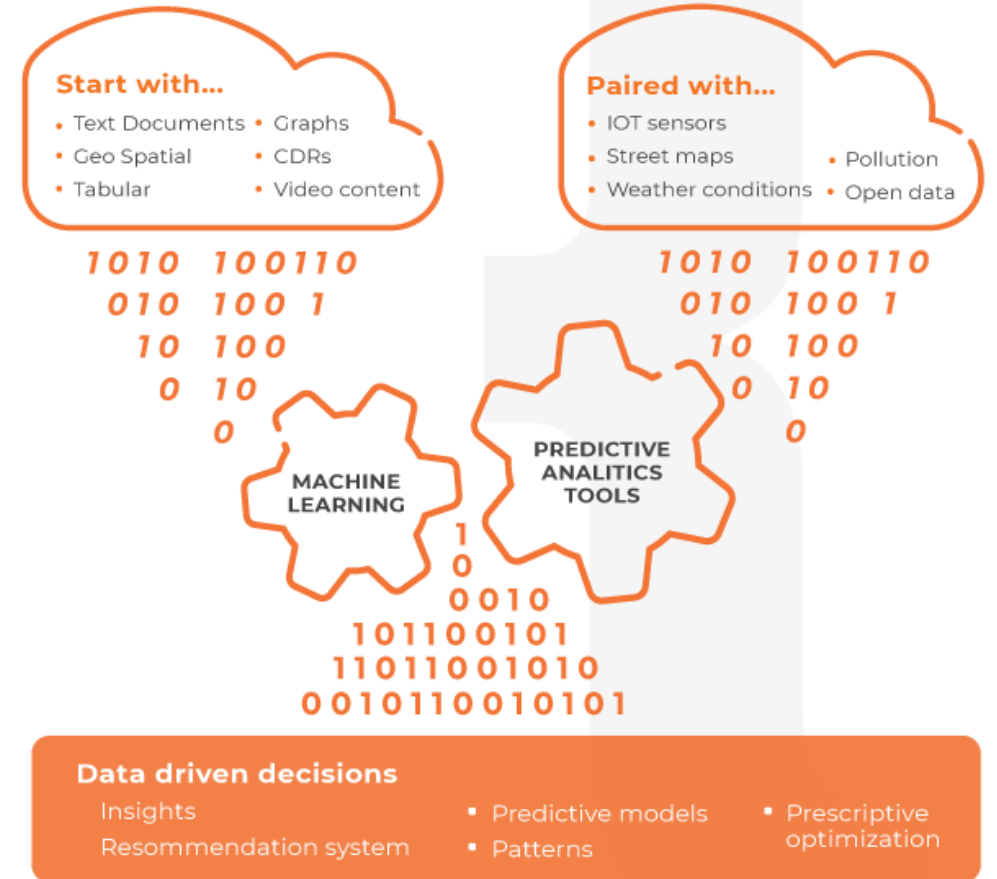 Start with...
Text Documents
Geo Spatial
Tabular
Graphs
CDRs
Video content
Paired with...
IOT sensors
Street maps
Weather conditions
Pollution
Open data
1010 100110
010 100 1
10 100
0 10
0
1010 100110
010 100 1
10 100
0 10
0
MACHINE
LEARNING
PREDICTIVE
ANALITICS
TOOLS
1
0
0010
101100101
11011001010
0010110010101
Data driven decisions
Insights
Resommendation system
Predictive models
Patterns
Prescriptive
optimization